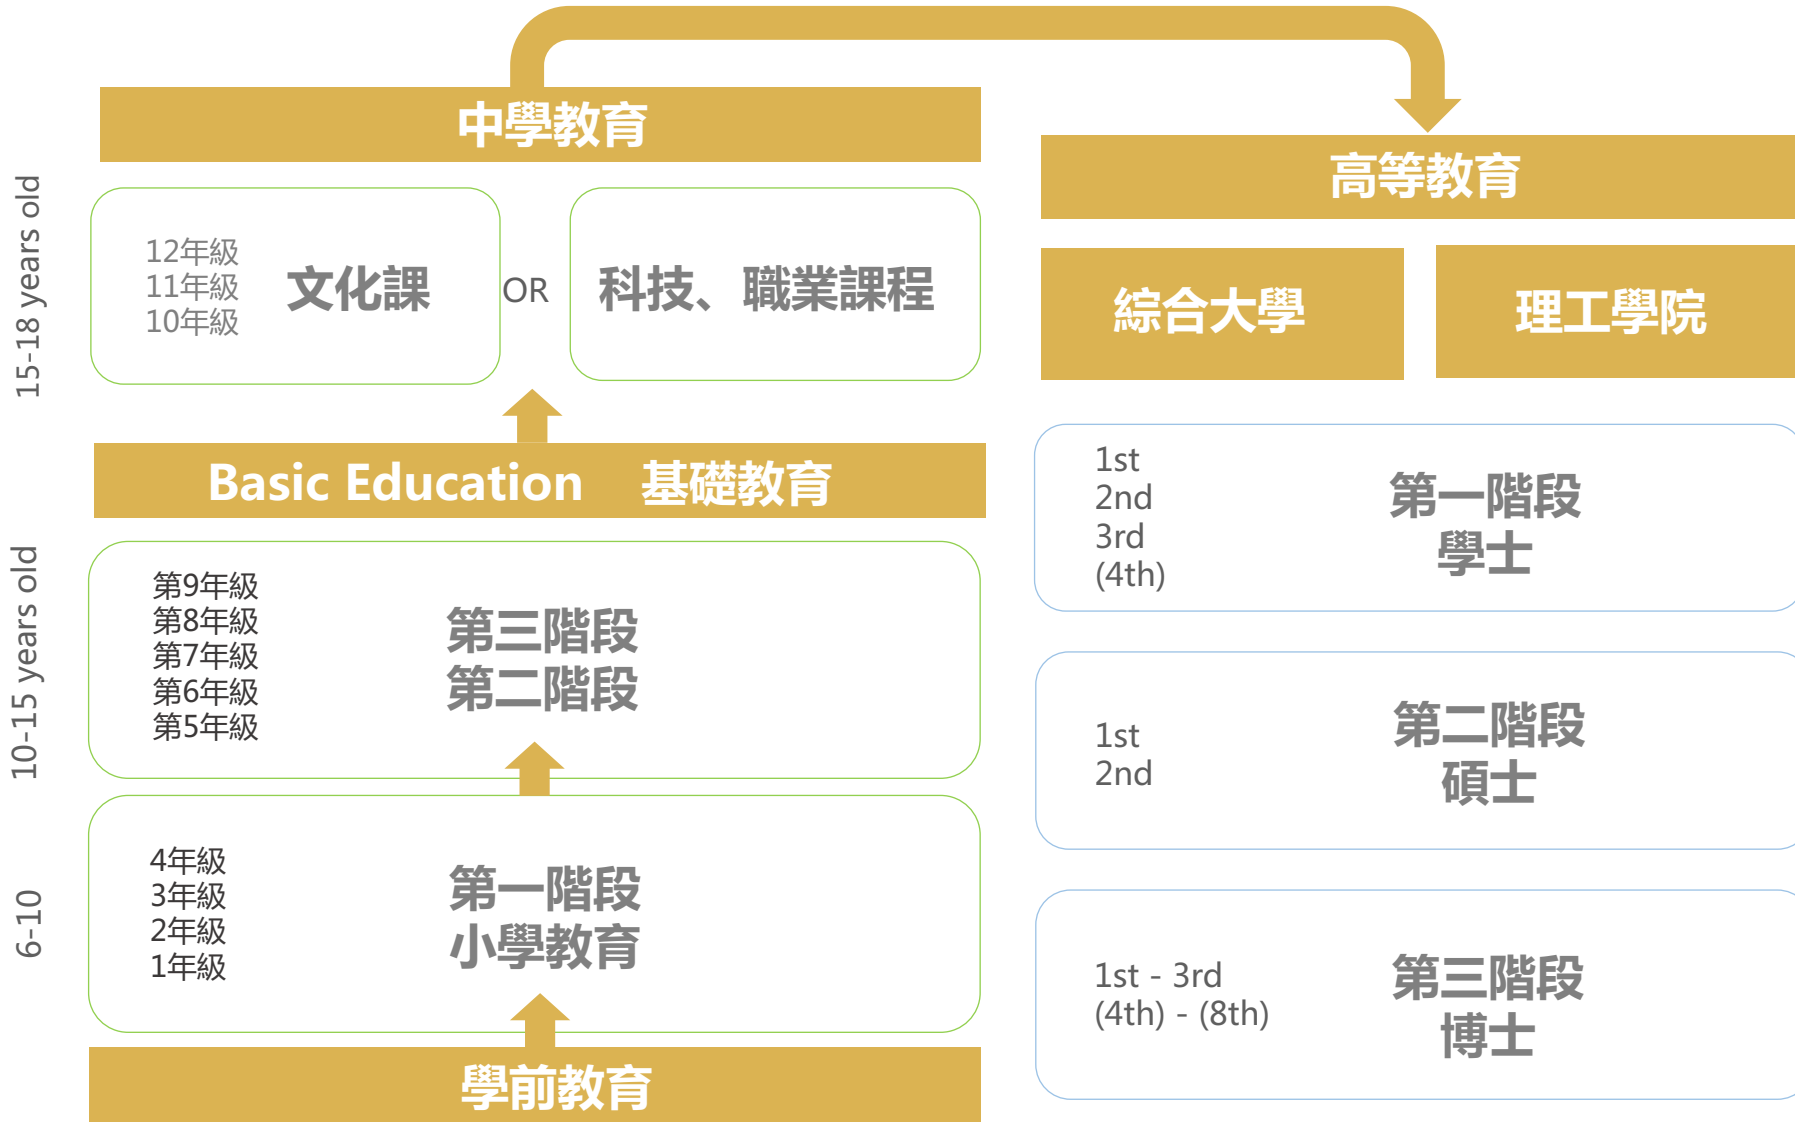 中學教育
15-18 years old
12年級
11年級
10年級
文化課
OR
科技、職業課程
Basic Education 基礎教育
10-15 years old
第9年級
第8年級
第7年級
第6年級
第5年級
第三階段
第二階段
6-10
4年級
3年級
2年級
1年級
第一階段
小學教育
學前教育
高等教育
綜合大學
理工學院
1st
2nd
3rd
(4th)
第一階段
學士
1st
2nd
第二階段
碩士
1st - 3rd
(4th) - (8th)
第三階段
博士